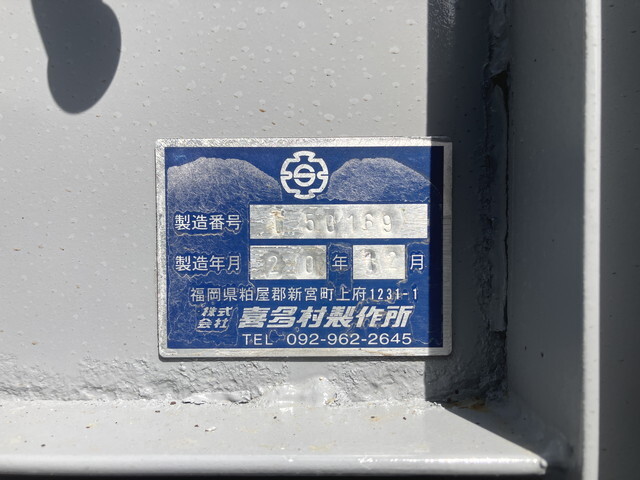 製造番号 50169
製造年月 年 月
福岡県粕屋郡新宮町上府1231-1
株式会社 喜多村製作所
TEL 092-962-2645